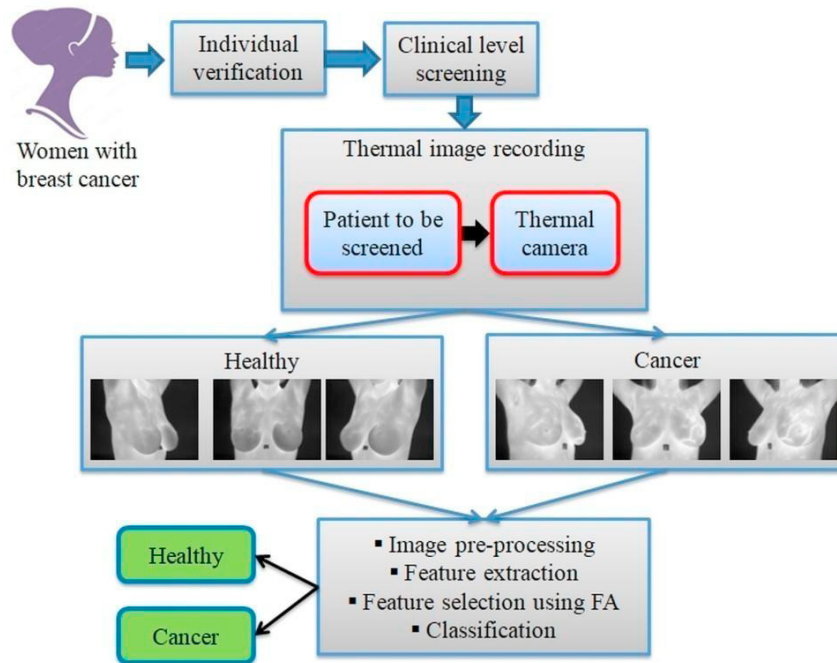 Individual
verification
Clinical level
screening
Women with
breast cancer
Thermal image recording
Patient to be
screened
Thermal
camera
Healthy
Cancer
▪ Image pre-processing
▪ Feature extraction
▪ Feature selection using FA
▪ Classification
Healthy
Cancer